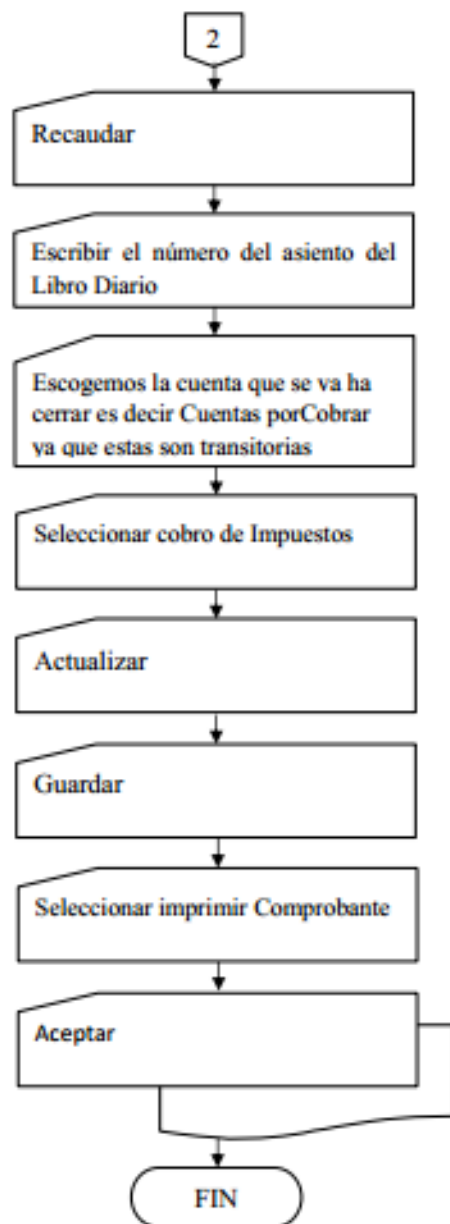 2
Recaudar
Escribir el número del asiento del
Libro Diario
Escogemos la cuenta que se va ha
cerrar es decir Cuentas porCobrar
ya que estas son transitorias
Seleccionar cobro de Impuestos
Actualizar
Guardar
Seleccionar imprimir Comprobante
Aceptar
FIN